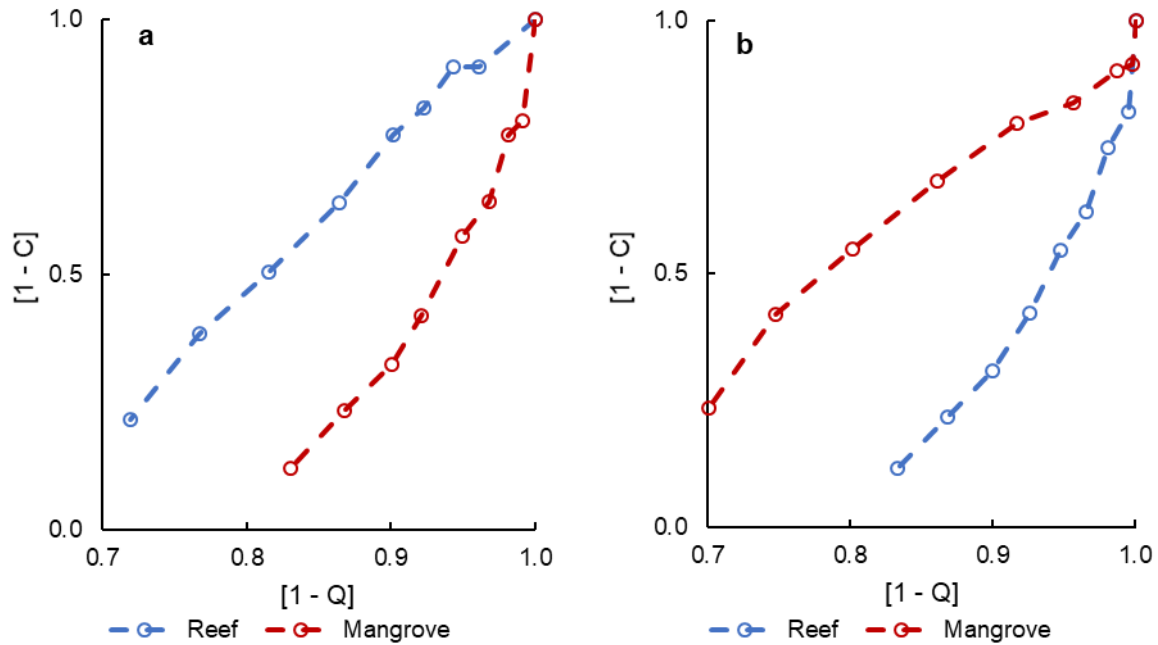 a
1.0
0.5
0.0
[1 - C]
0.7 0.8 0.9 1.0
[1 - Q]
Reef Mangrove
b
1.0
0.5
0.0
[1 - C]
0.7 0.8 0.9 1.0
[1 - Q]
Reef Mangrove